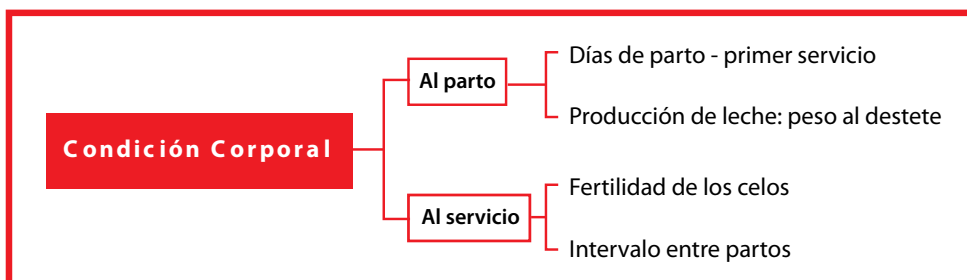 Condición Corporal
Al parto
Días de parto - primer servicio
Producción de leche: peso al destete
Al servicio
Fertilidad de los celos
Intervalo entre partos